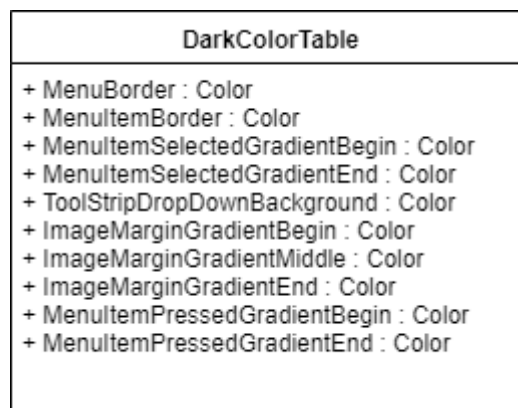 DarkColorTable
+ MenuBorder : Color
+ MenuItemBorder : Color
+ MenuItemSelectedGradientBegin : Color
+ MenuItemSelectedGradientEnd : Color
+ ToolStripDropDownBackground : Color
+ ImageMarginGradientBegin : Color
+ ImageMarginGradientMiddle : Color
+ ImageMarginGradientEnd : Color
+ MenuItemPressedGradientBegin : Color
+ MenuItemPressedGradientEnd : Color